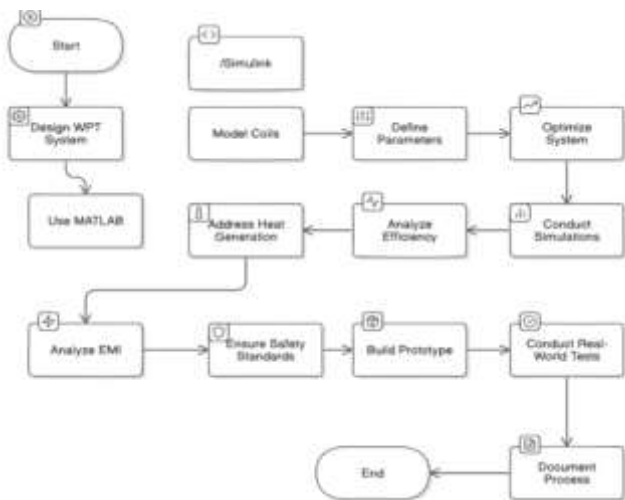 Start
/Simulink
Design WPT
System
Model Coils
Define
Parameters
Optimize
System
Use MATLAB
Address Heat
Generation
Analyze
Efficiency
Conduct
Simulations
Analyze EMI
Ensure Safety
Standards
Build Prototype
Conduct Real-
World Tests
End
Document
Process